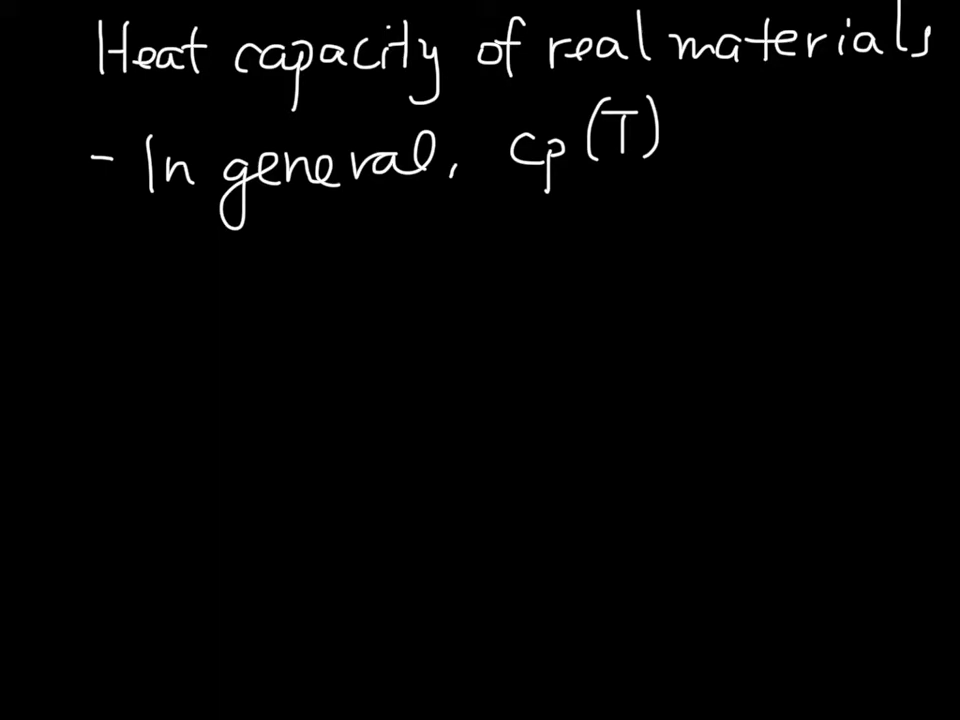 Heat capacity of real materials
- In general, cp(T)